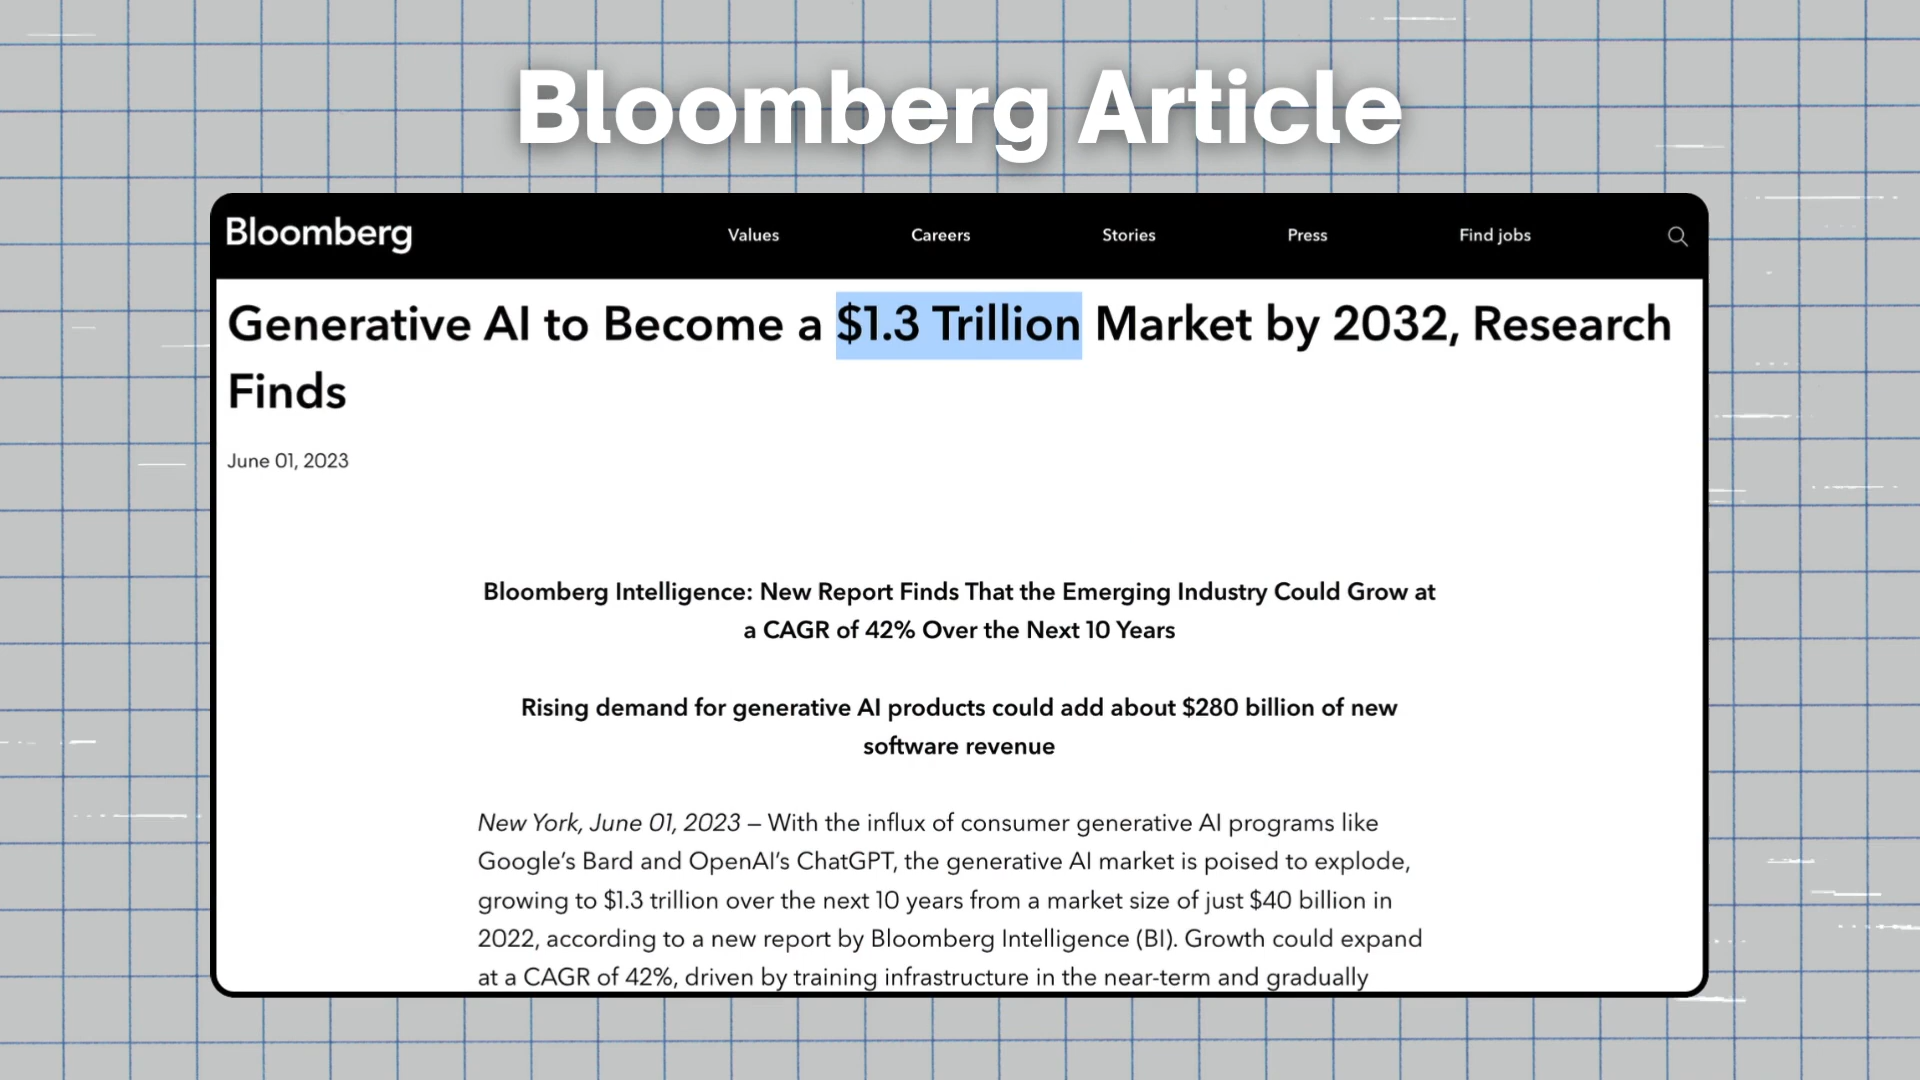 Bloomberg Article
Bloomberg
Values
Careers
Stories
Press
Find jobs
Generative AI to Become a $1.3 Trillion Market by 2032, Research
Finds
June 01, 2023
Bloomberg Intelligence: New Report Finds That the Emerging Industry Could Grow at
a CAGR of 42% Over the Next 10 Years
Rising demand for generative AI products could add about $280 billion of new
software revenue
New York, June 01, 2023 – With the influx of consumer generative AI programs like
Google’s Bard and OpenAI’s ChatGPT, the generative AI market is poised to explode,
growing to $1.3 trillion over the next 10 years from a market size of just $40 billion in
2022, according to a new report by Bloomberg Intelligence (BI). Growth could expand
at a CAGR of 42%, driven by training infrastructure in the near-term and gradually